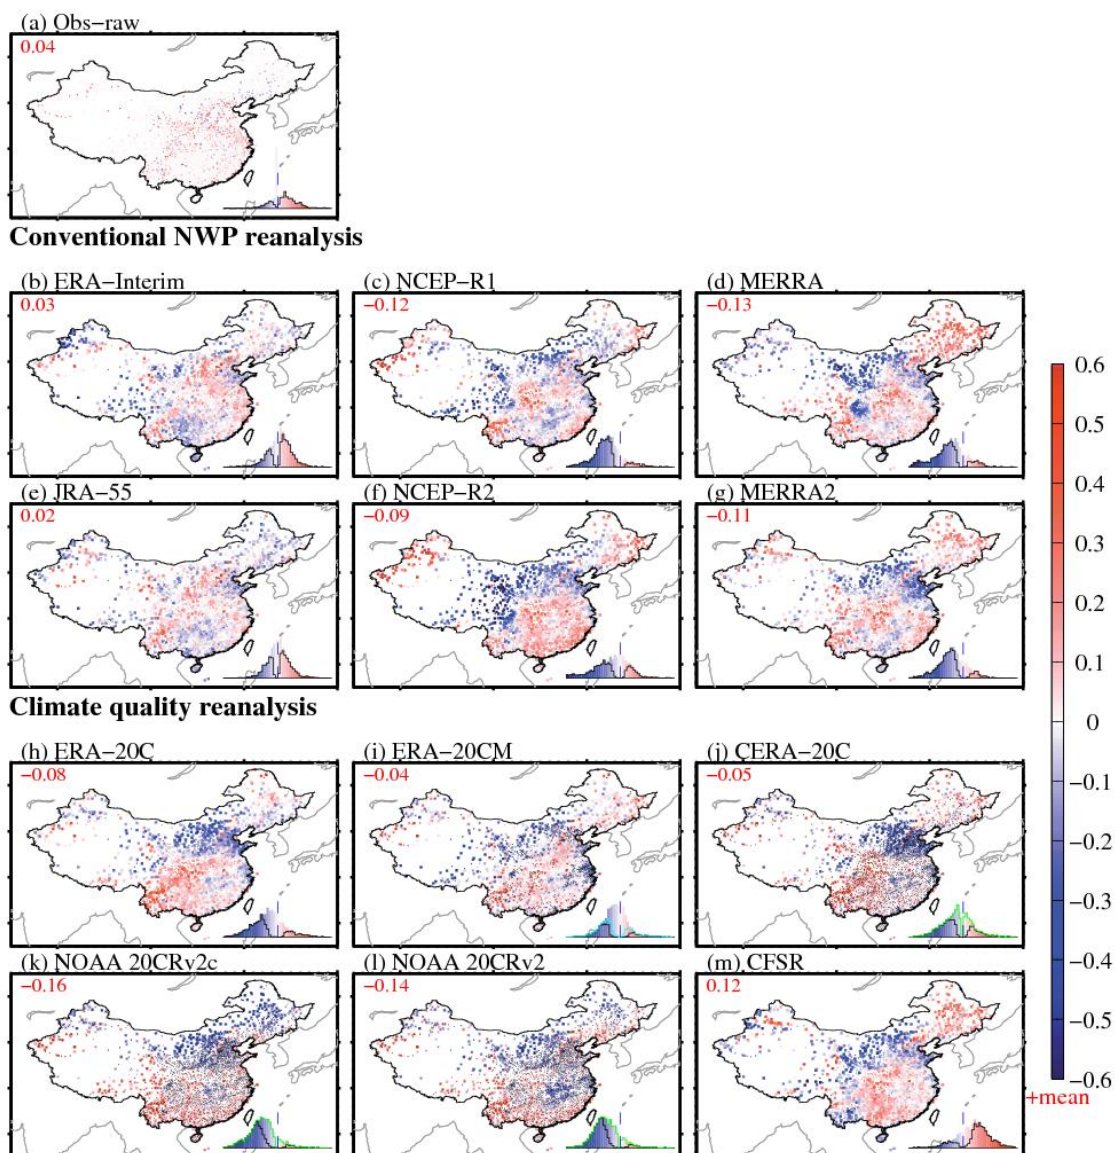 (a) Obs−raw
0.04
Conventional NWP reanalysis
(b) ERA−Interim
0.03
(c) NCEP−R1
−0.12
(d) MERRA
−0.13
(e) JRA−55
0.02
(f) NCEP−R2
−0.09
(g) MERRA2
−0.11
Climate quality reanalysis
(h) ERA−20C
−0.08
(i) ERA−20CM
−0.04
(j) CERA−20C
−0.05
(k) NOAA 20CRv2c
−0.16
(l) NOAA 20CRv2
−0.14
(m) CFSR
0.12
0.6
0.5
0.4
0.3
0.2
0.1
0
−0.1
−0.2
−0.3
−0.4
−0.5
−0.6
+mean